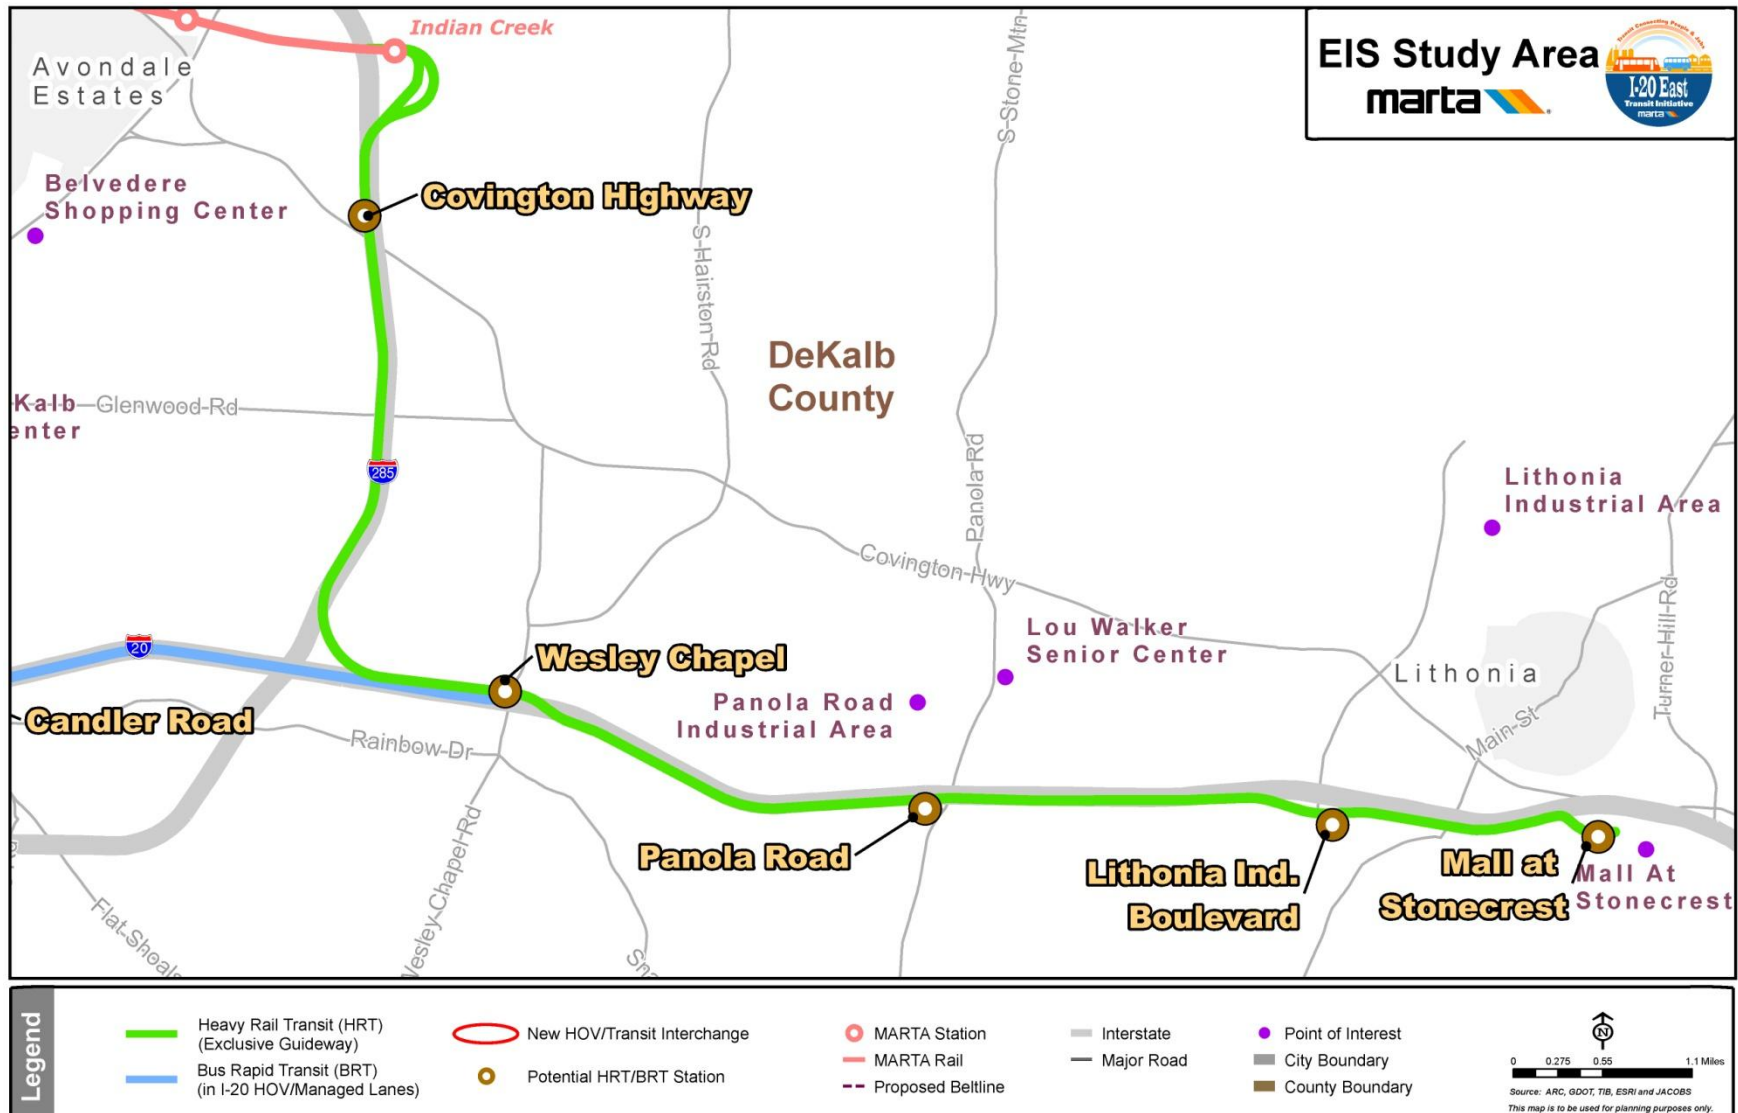 Indian Creek
Avondale
Estates
EIS Study Area
marta
Transit Connecting People & Jobs
I-20 East
Transit Initiative
marta
S-Stone-Mtn
Belvedere
Shopping Center
Covington Highway
S-Hairston-Rd
DeKalb
County
Kalb
enter
Glenwood-Rd
285
Panola-Rd
Lithonia
Industrial Area
Covington-Hwy
Turner-Hill-Rd
20
Wesley Chapel
Lou Walker
Senior Center
Lithonia
Panola Road
Industrial Area
Candler Road
Rainbow-Dr
Main-St
Wesley-Chapel-Rd
Panola Road
Lithonia Ind.
Boulevard
Mall at
Stonecrest
Mall At
Stonecrest
Flat-Shoals
Legend
Heavy Rail Transit (HRT)
(Exclusive Guideway)
Bus Rapid Transit (BRT)
(in I-20 HOV/Managed Lanes)
New HOV/Transit Interchange
Potential HRT/BRT Station
MARTA Station
MARTA Rail
Proposed Beltline
Interstate
Major Road
Point of Interest
City Boundary
County Boundary
N
0 0.275 0.55 1.1 Miles
Source: ARC, GDOT, TIB, ESRI and JACOBS
This map is to be used for planning purposes only.